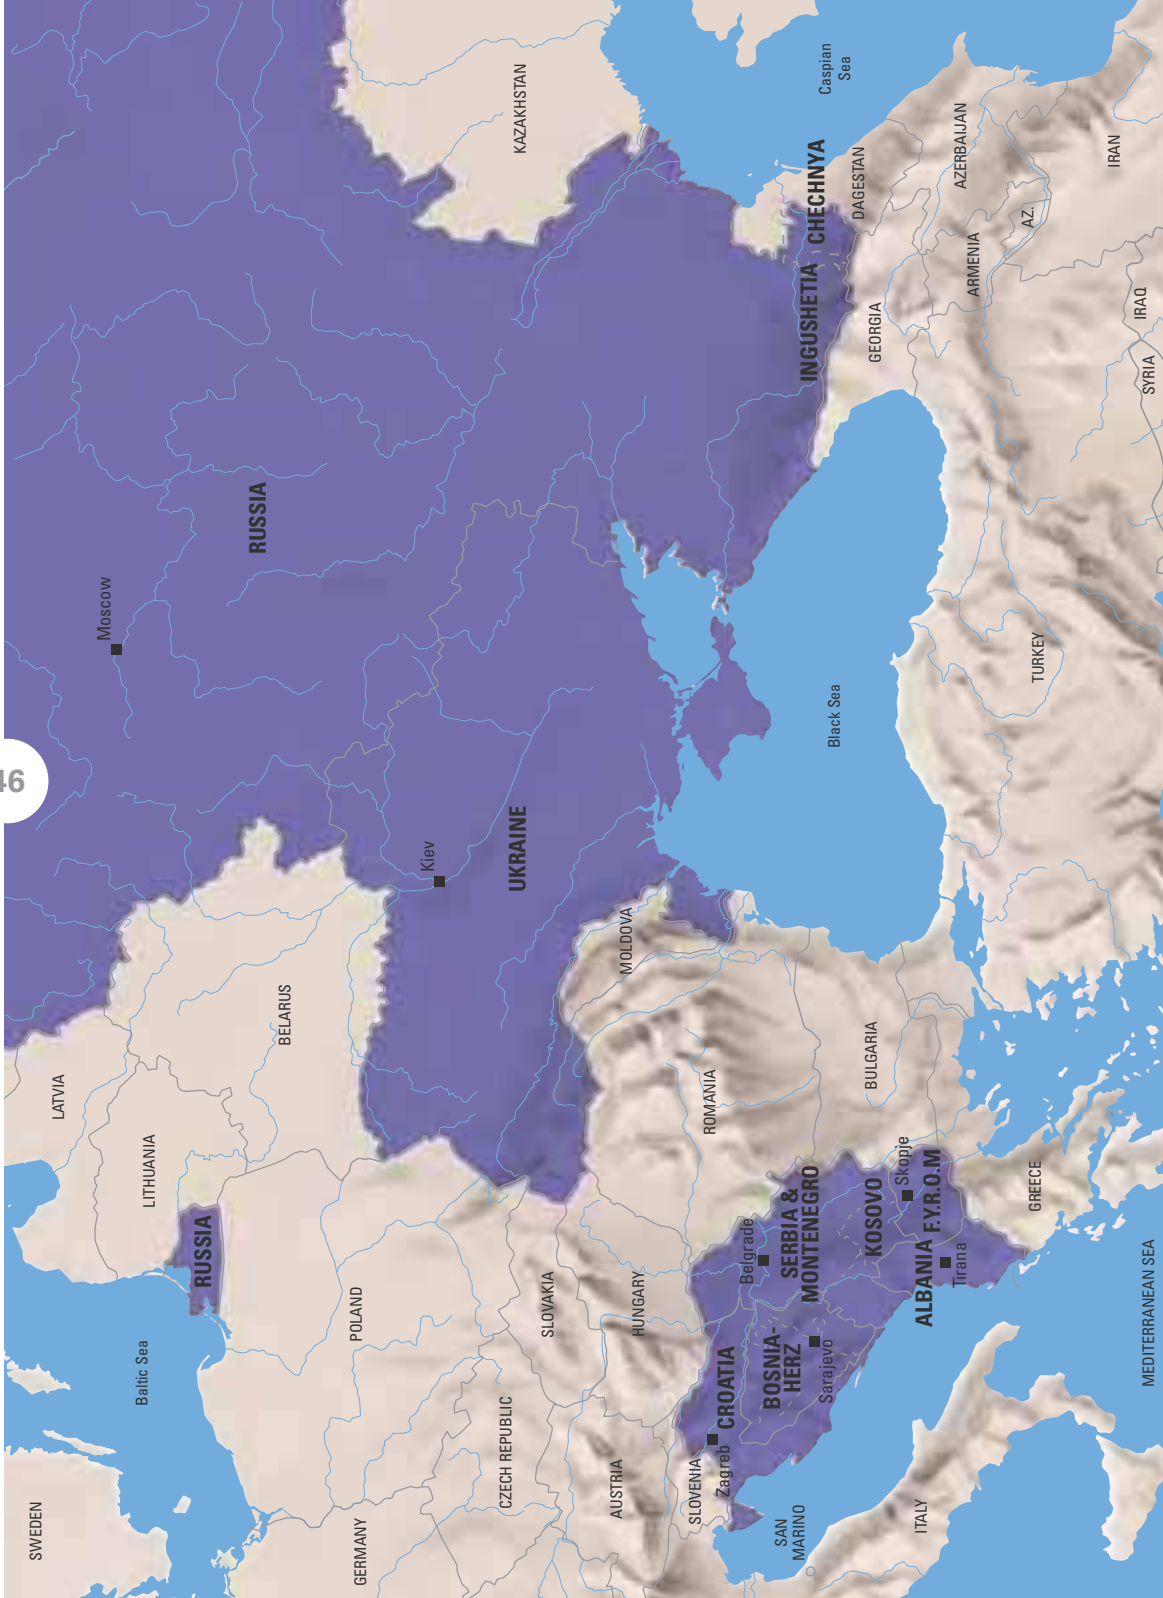 46
SWEDEN
Baltic Sea
LATVIA
LITHUANIA
RUSSIA
BELARUS
POLAND
GERMANY
CZECH REPUBLIC
SLOVAKIA
AUSTRIA
HUNGARY
SLOVENIA
Zagreb
CROATIA
BOSNIA-
HERZ
Sarajevo
Belgrade
SERBIA &
MONTENEGRO
KOSOVO
Skopje
F.Y.R.O.M
ALBANIA
Tirana
SAN
MARINO
ITALY
MEDITERRANEAN SEA
GREECE
BULGARIA
ROMANIA
MOLDOVA
UKRAINE
Kiev
Moscow
RUSSIA
Black Sea
TURKEY
KAZAKHSTAN
Caspian
Sea
CHECHNYA
INGUSHETIA
DAGESTAN
GEORGIA
AZERBAIJAN
ARMENIA
AZ.
IRAN
IRAQ
SYRIA